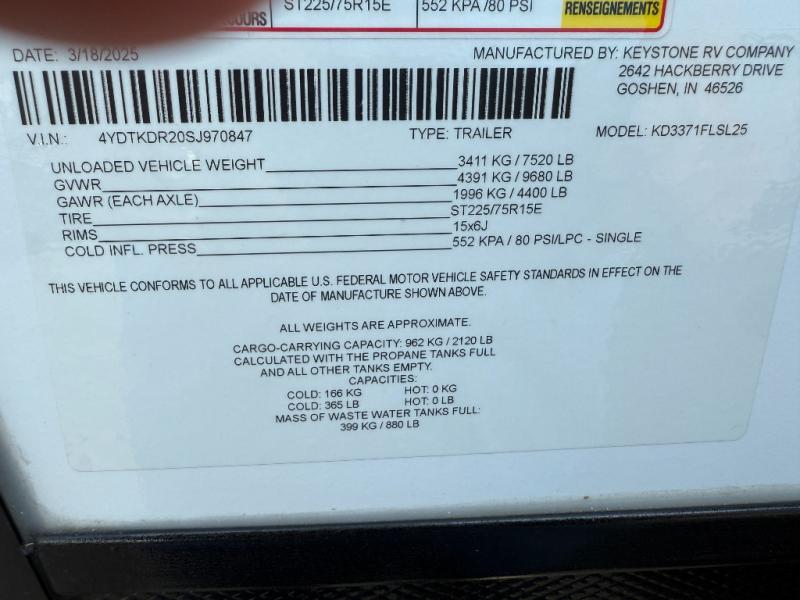 COURS ST225/75R15E 552 KPA /80 PSI RENSEIGNEMENTS
DATE: 3/18/2025
MANUFACTURED BY: KEYSTONE RV COMPANY
2642 HACKBERRY DRIVE
GOSHEN, IN 46526
V.I.N.: 4YDTKDR20SJ970847 TYPE: TRAILER MODEL: KD3371FLSL25
UNLOADED VEHICLE WEIGHT 3411 KG / 7520 LB
GVWR 4391 KG / 9680 LB
GAWR (EACH AXLE) 1996 KG / 4400 LB
TIRE ST225/75R15E
RIMS 15x6J
COLD INFL. PRESS 552 KPA / 80 PSI/LPC - SINGLE
THIS VEHICLE CONFORMS TO ALL APPLICABLE U.S. FEDERAL MOTOR VEHICLE SAFETY STANDARDS IN EFFECT ON THE
DATE OF MANUFACTURE SHOWN ABOVE.
ALL WEIGHTS ARE APPROXIMATE.
CARGO-CARRYING CAPACITY: 962 KG / 2120 LB
CALCULATED WITH THE PROPANE TANKS FULL
AND ALL OTHER TANKS EMPTY.
CAPACITIES:
COLD: 166 KG HOT: 0 KG
COLD: 365 LB HOT: 0 LB
MASS OF WASTE WATER TANKS FULL:
399 KG / 880 LB